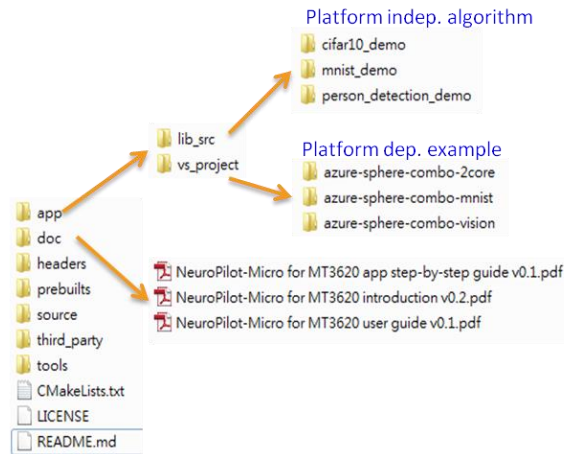 Platform indep. algorithm
cifar10_demo
mnist_demo
person_detection_demo
lib_src
vs_project
Platform dep. example
azure-sphere-combo-2core
azure-sphere-combo-mnist
azure-sphere-combo-vision
app
doc
headers
prebuilts
source
third_party
tools
CMakeLists.txt
LICENSE
README.md
NeuroPilot-Micro for MT3620 app step-by-step guide v0.1.pdf
NeuroPilot-Micro for MT3620 introduction v0.2.pdf
NeuroPilot-Micro for MT3620 user guide v0.1.pdf